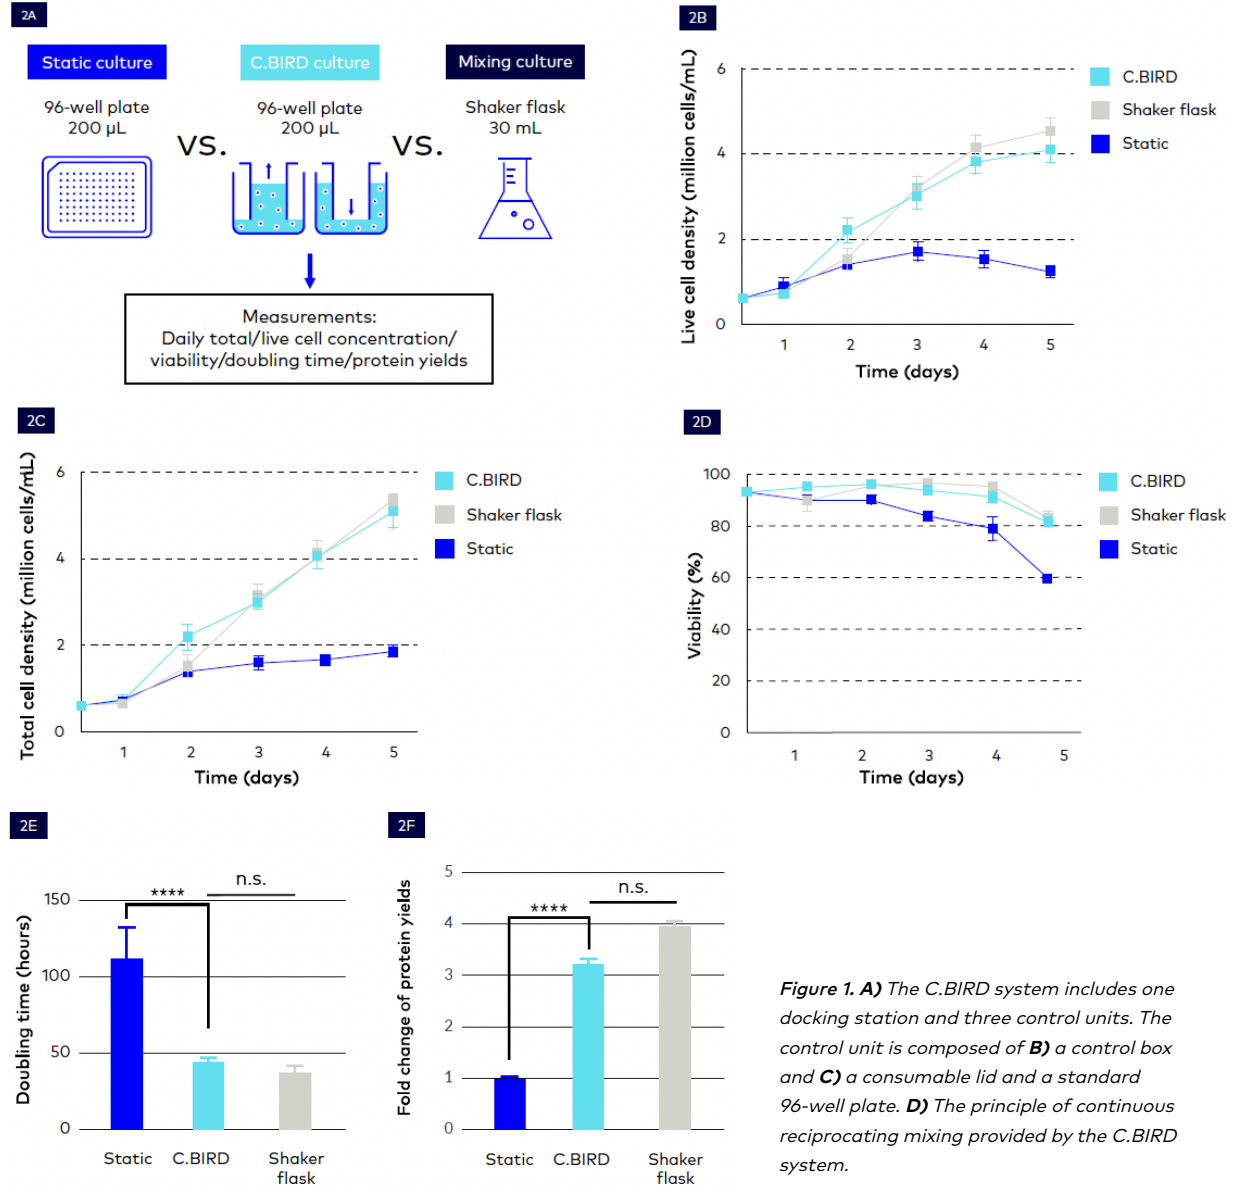 2A
Static culture
C.BIRD culture
Mixing culture
96-well plate
200 µL
VS.
96-well plate
200 µL
VS.
Shaker flask
30 mL
Measurements:
Daily total/live cell concentration/
viability/doubling time/protein yields
2B
Live cell density (million cells/mL)
6
4
2
0
1 2 3 4 5
Time (days)
C.BIRD
Shaker flask
Static
2C
Total cell density (million cells/mL)
6
4
2
0
1 2 3 4 5
Time (days)
C.BIRD
Shaker flask
Static
2D
Viability (%)
100
80
60
40
20
0
1 2 3 4 5
Time (days)
C.BIRD
Shaker flask
Static
2E
Doubling time (hours)
150
100
50
0
****
n.s.
Static C.BIRD Shaker
flask
2F
Fold change of protein yields
5
4
3
2
1
0
****
n.s.
Static C.BIRD Shaker
flask
Figure 1. A) The C.BIRD system includes one
docking station and three control units. The
control unit is composed of B) a control box
and C) a consumable lid and a standard
96-well plate. D) The principle of continuous
reciprocating mixing provided by the C.BIRD
system.